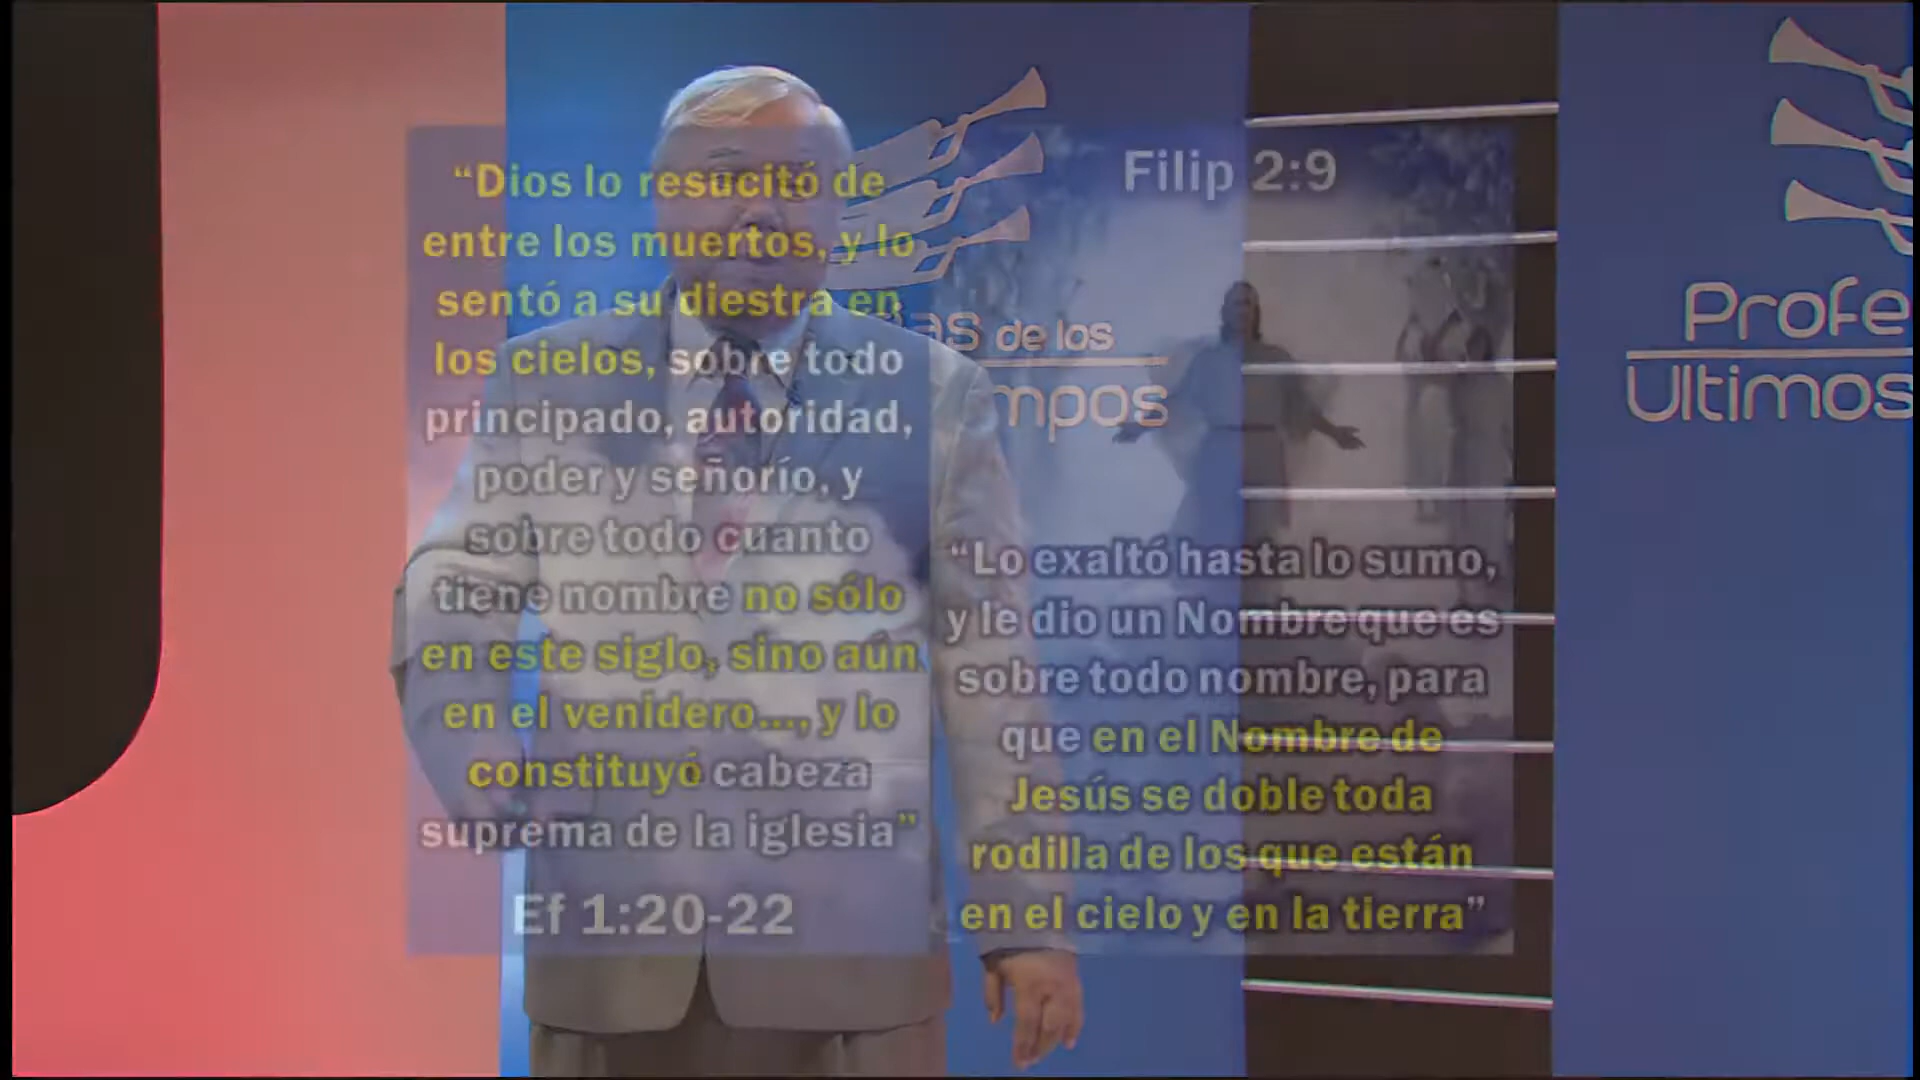 “Dios lo resucitó de
entre los muertos, y lo
sentó a su diestra en
los cielos, sobre todo
principado, autoridad,
poder y señorío, y
sobre todo cuanto
tiene nombre no sólo
en este siglo, sino aún
en el venidero..., y lo
constituyó cabeza
suprema de la iglesia”
Ef 1:20-22
Filip 2:9
“Lo exaltó hasta lo sumo,
y le dio un Nombre que es
sobre todo nombre, para
que en el Nombre de
Jesús se doble toda
rodilla de los que están
en el cielo y en la tierra”
as de los
mpos
Profe
Ultimos